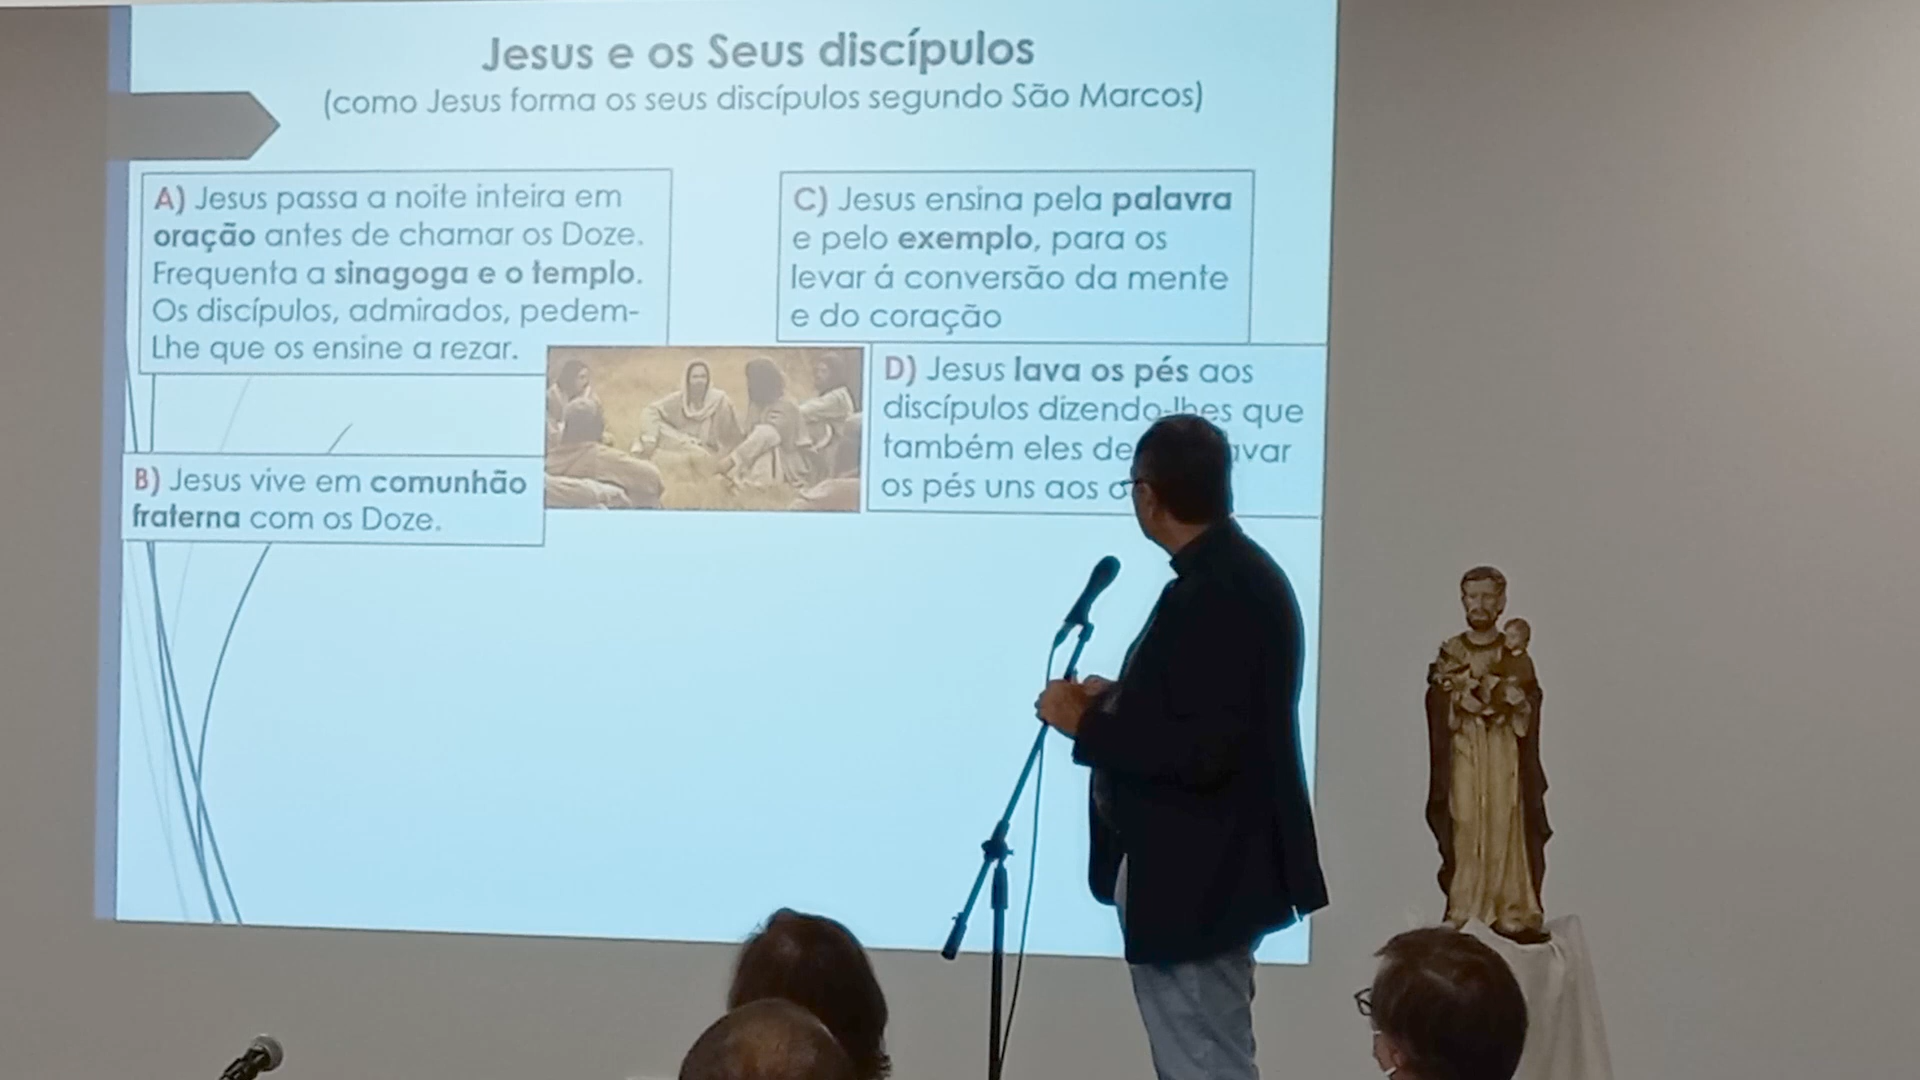 Jesus e os Seus discípulos
(como Jesus forma os seus discípulos segundo São Marcos)
A) Jesus passa a noite inteira em
oração antes de chamar os Doze.
Frequenta a sinagoga e o templo.
Os discípulos, admirados, pedem-
Lhe que os ensine a rezar.
B) Jesus vive em comunhão
fraterna com os Doze.
C) Jesus ensina pela palavra
e pelo exemplo, para os
levar á conversão da mente
e do coração
D) Jesus lava os pés aos
discípulos dizendo-lhes que
também eles
os pés uns aos